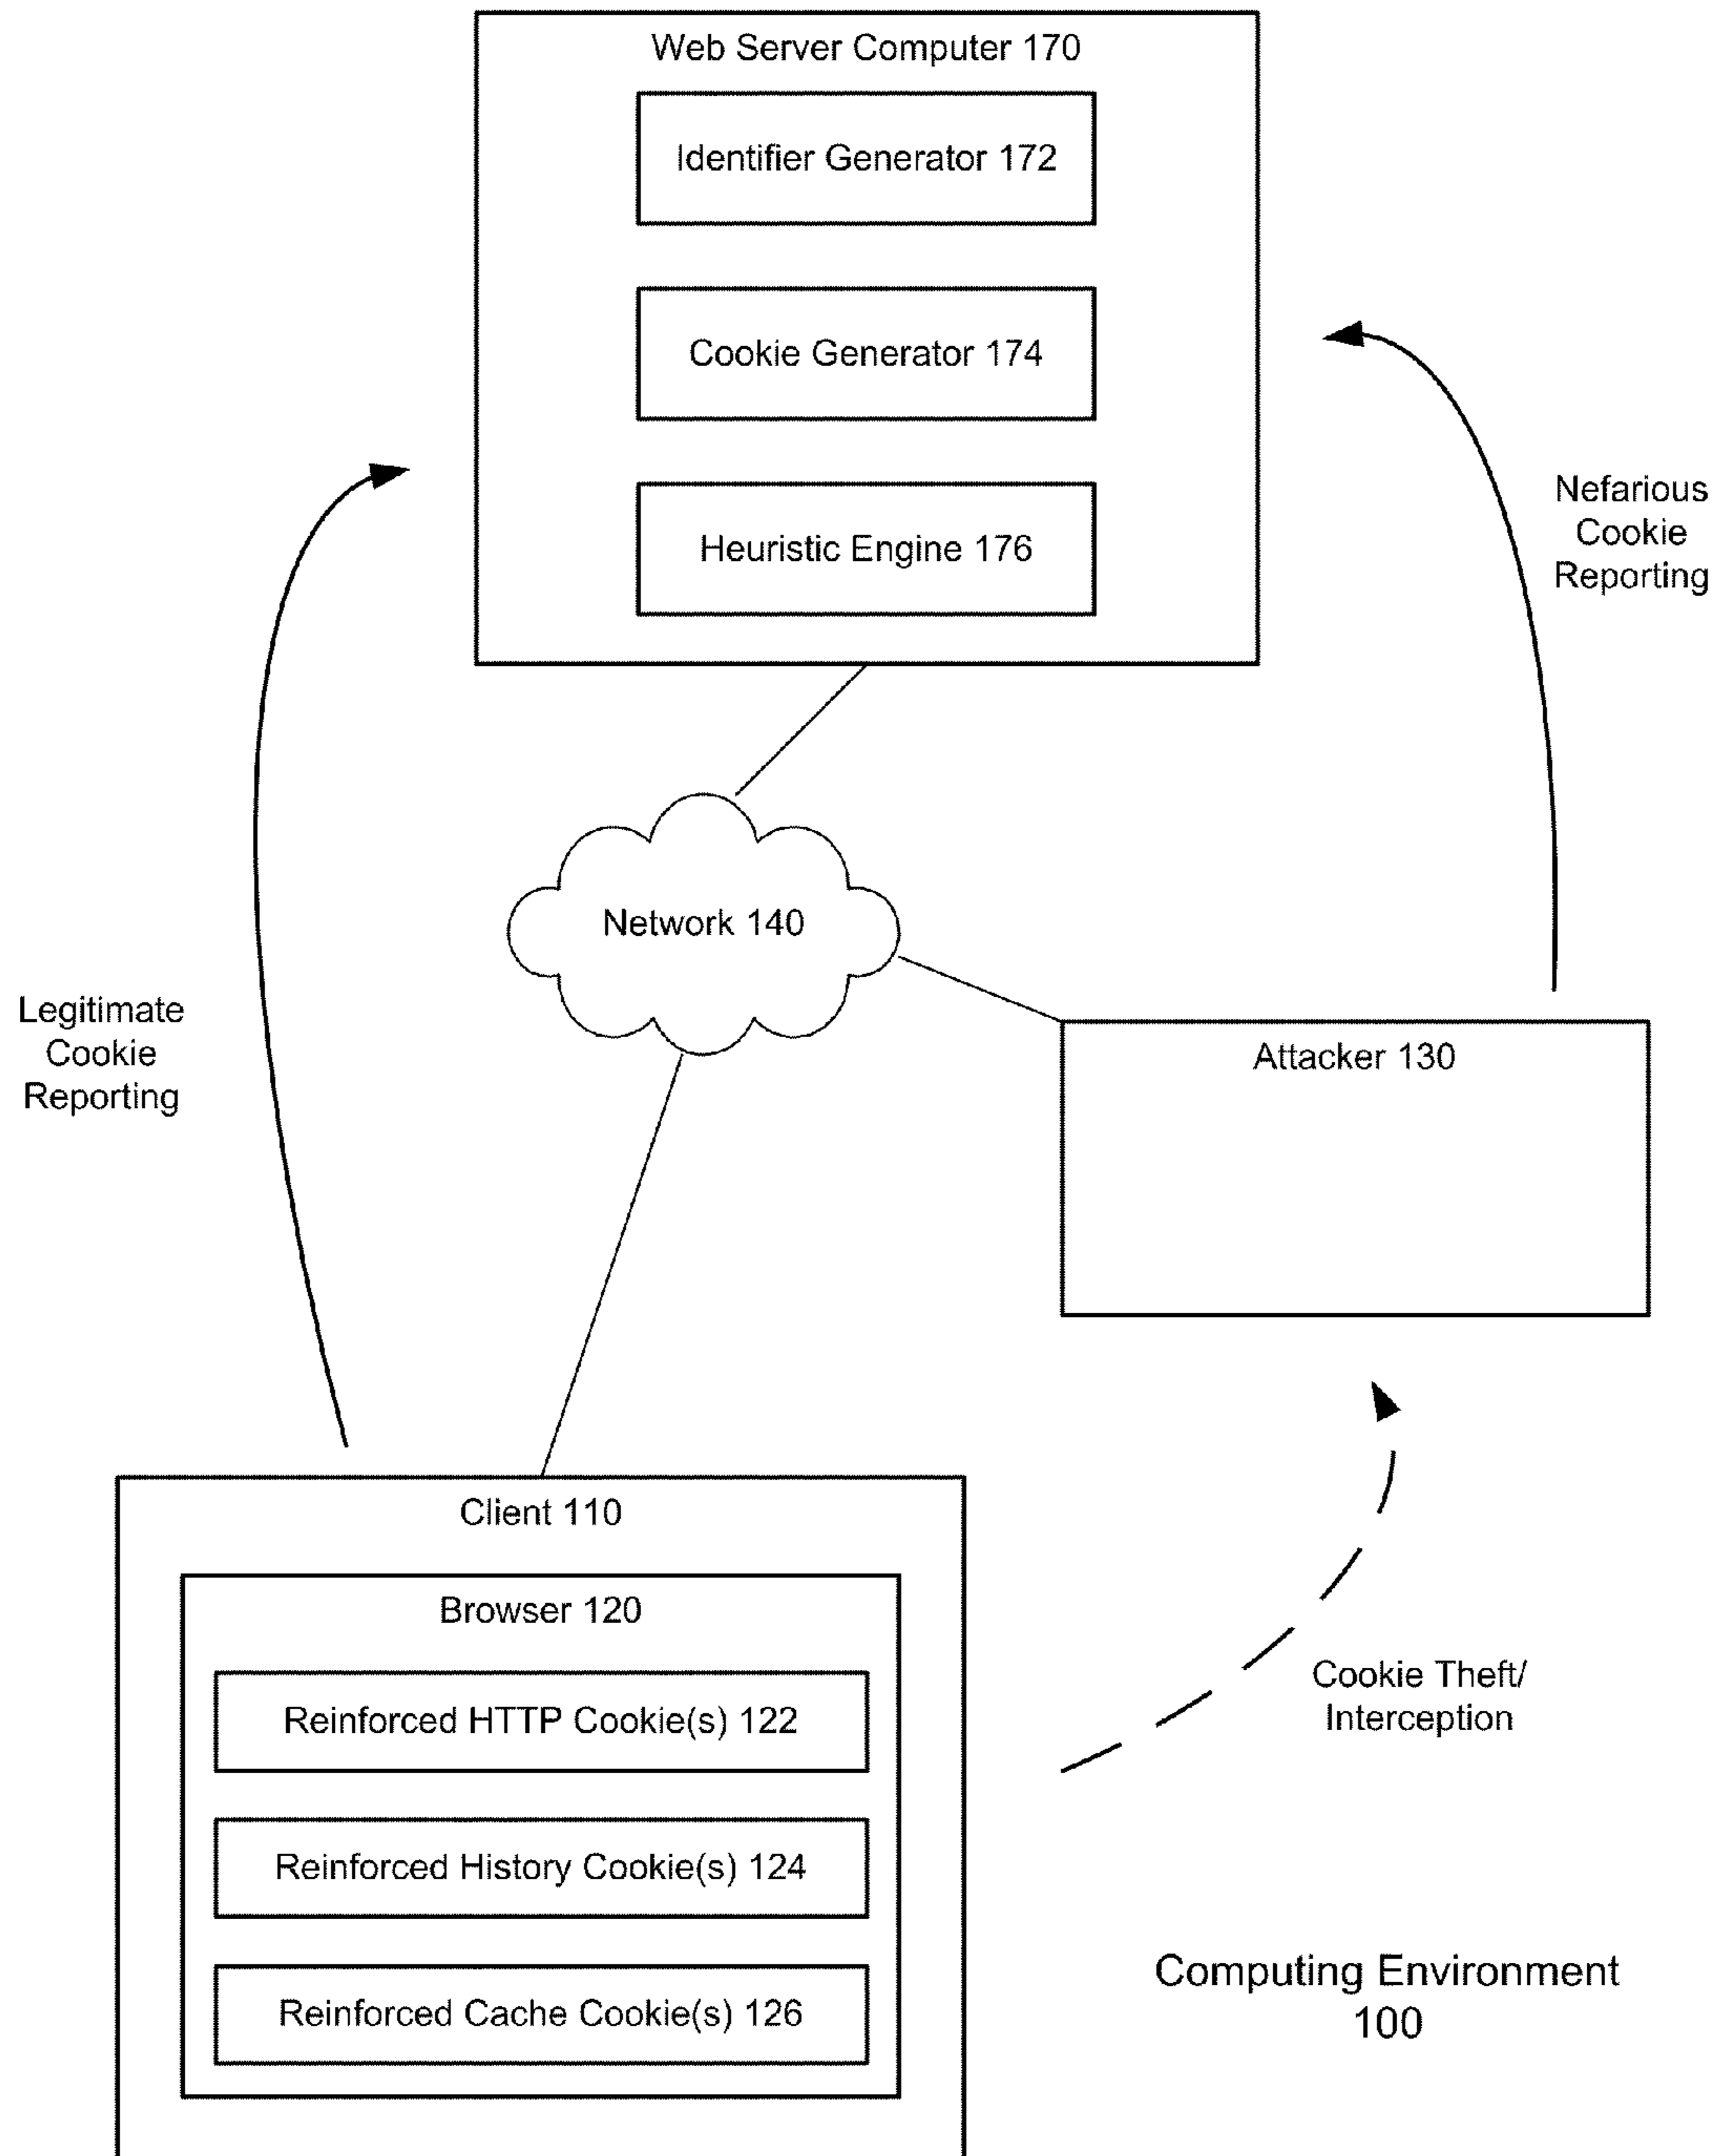 Web Server Computer 170
Identifier Generator 172
Cookie Generator 174
Heuristic Engine 176
Nefarious
Cookie
Reporting
Network 140
Legitimate
Cookie
Reporting
Attacker 130
Client 110
Browser 120
Reinforced HTTP Cookie(s) 122
Reinforced History Cookie(s) 124
Reinforced Cache Cookie(s) 126
Cookie Theft/
Interception
Computing Environment
100